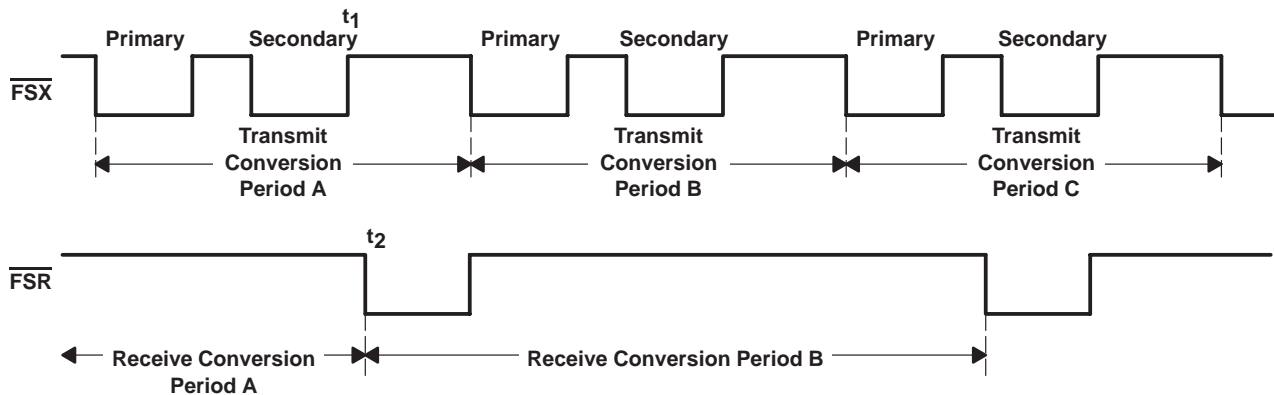 t1
Primary Secondary Primary Secondary Primary Secondary
FSX
Transmit Conversion Period A
Transmit Conversion Period B
Transmit Conversion Period C
t2
FSR
Receive Conversion Period A
Receive Conversion Period B